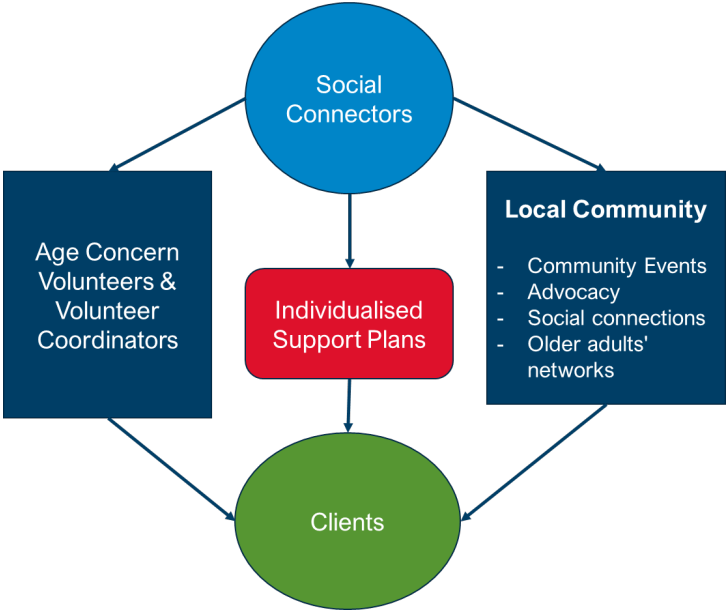 Social
Connectors
Age Concern
Volunteers &
Volunteer
Coordinators
Individualised
Support Plans
Local Community
- Community Events
- Advocacy
- Social connections
- Older adults'
networks
Clients